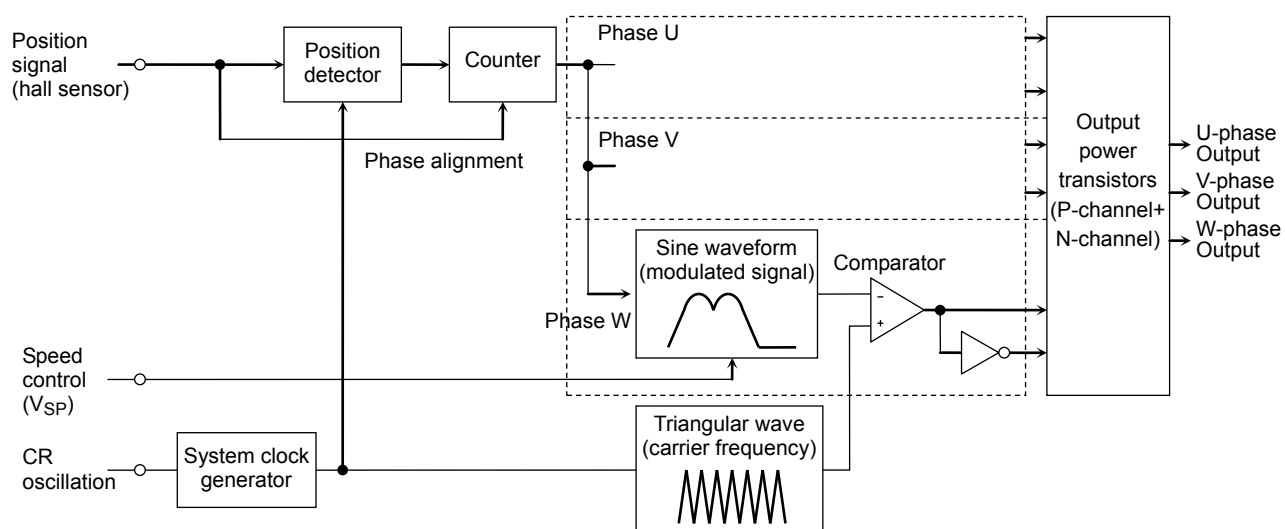 Position
signal
(hall sensor)
Position
detector
Counter
Phase alignment
Phase U
Phase V
Phase W
Sine waveform
(modulated signal)
Comparator
−
+
Output
power
transistors
(P-channel+
N-channel)
U-phase
Output
V-phase
Output
W-phase
Output
Speed
control
(VSP)
CR
oscillation
System clock
generator
Triangular wave
(carrier frequency)